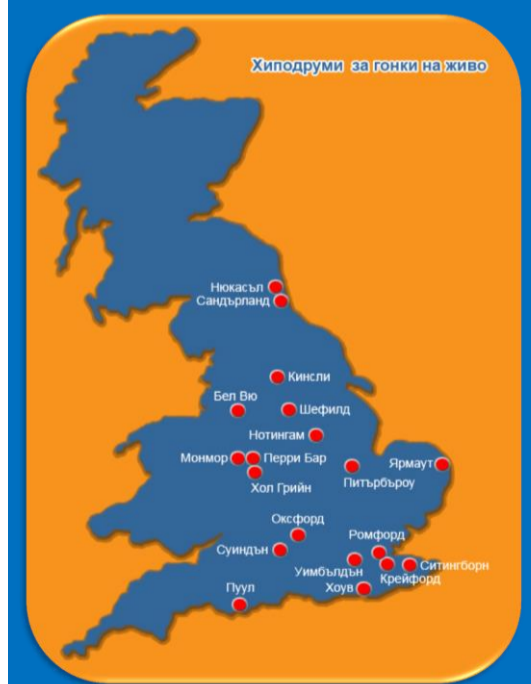 Хиподруми за гонки на живо
Нюкасъл
Сандърланд
Кинсли
Бел Вю
Шефилд
Нотингам
Монмор
Перри Бар
Ярмаут
Хол Грийн
Питърбъроу
Оксфорд
Ромфорд
Суиндън
Уимбълдън
Ситингборн
Крейфорд
Пуул
Хоув